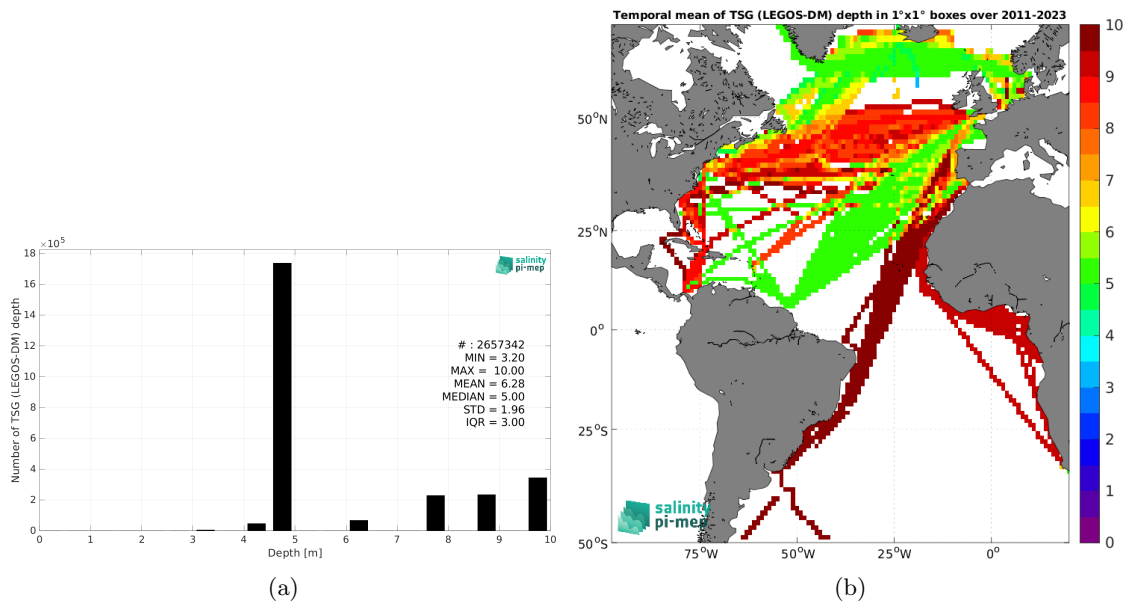 ×10⁵
18
16
14
12
10
8
6
4
2
0
Number of TSG (LEGOS-DM) depth
salinity
pi-mep
# : 2657342
MIN = 3.20
MAX = 10.00
MEAN = 6.28
MEDIAN = 5.00
STD = 1.96
IQR = 3.00
0 1 2 3 4 5 6 7 8 9 10
Depth [m]
(a)
Temporal mean of TSG (LEGOS-DM) depth in 1°x1° boxes over 2011-2023
50°N
25°N
0°
25°S
50°S
75°W 50°W 25°W 0°
salinity
pi-mep
10
9
8
7
6
5
4
3
2
1
0
(b)